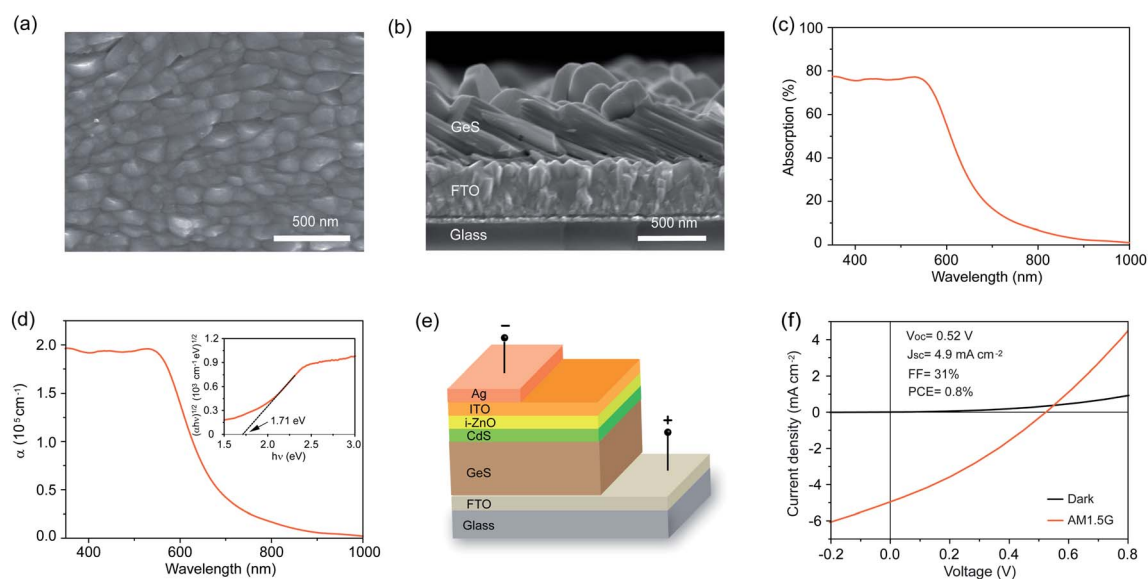 (a)
500 nm
(b)
GeS
FTO
Glass
500 nm
(c)
Absorption (%)
100
80
60
40
20
0
400 600 800 1000
Wavelength (nm)
(d)
α (10⁵ cm⁻¹)
2.0
1.5
1.0
0.5
0.0
400 600 800 1000
Wavelength (nm)
(αhν)¹/² (10³ cm⁻¹ eV)¹/²
1.2
0.9
0.6
0.3
0
1.71 eV
1.5 2.0 2.5 3.0
hν (eV)
(e)
−
+
Ag
ITO
i-ZnO
CdS
GeS
FTO
Glass
(f)
Current density (mA cm⁻²)
4
2
0
-2
-4
-6
Voc= 0.52 V
Jsc= 4.9 mA cm⁻²
FF= 31%
PCE= 0.8%
Dark
AM1.5G
-0.2 0.0 0.2 0.4 0.6 0.8
Voltage (V)